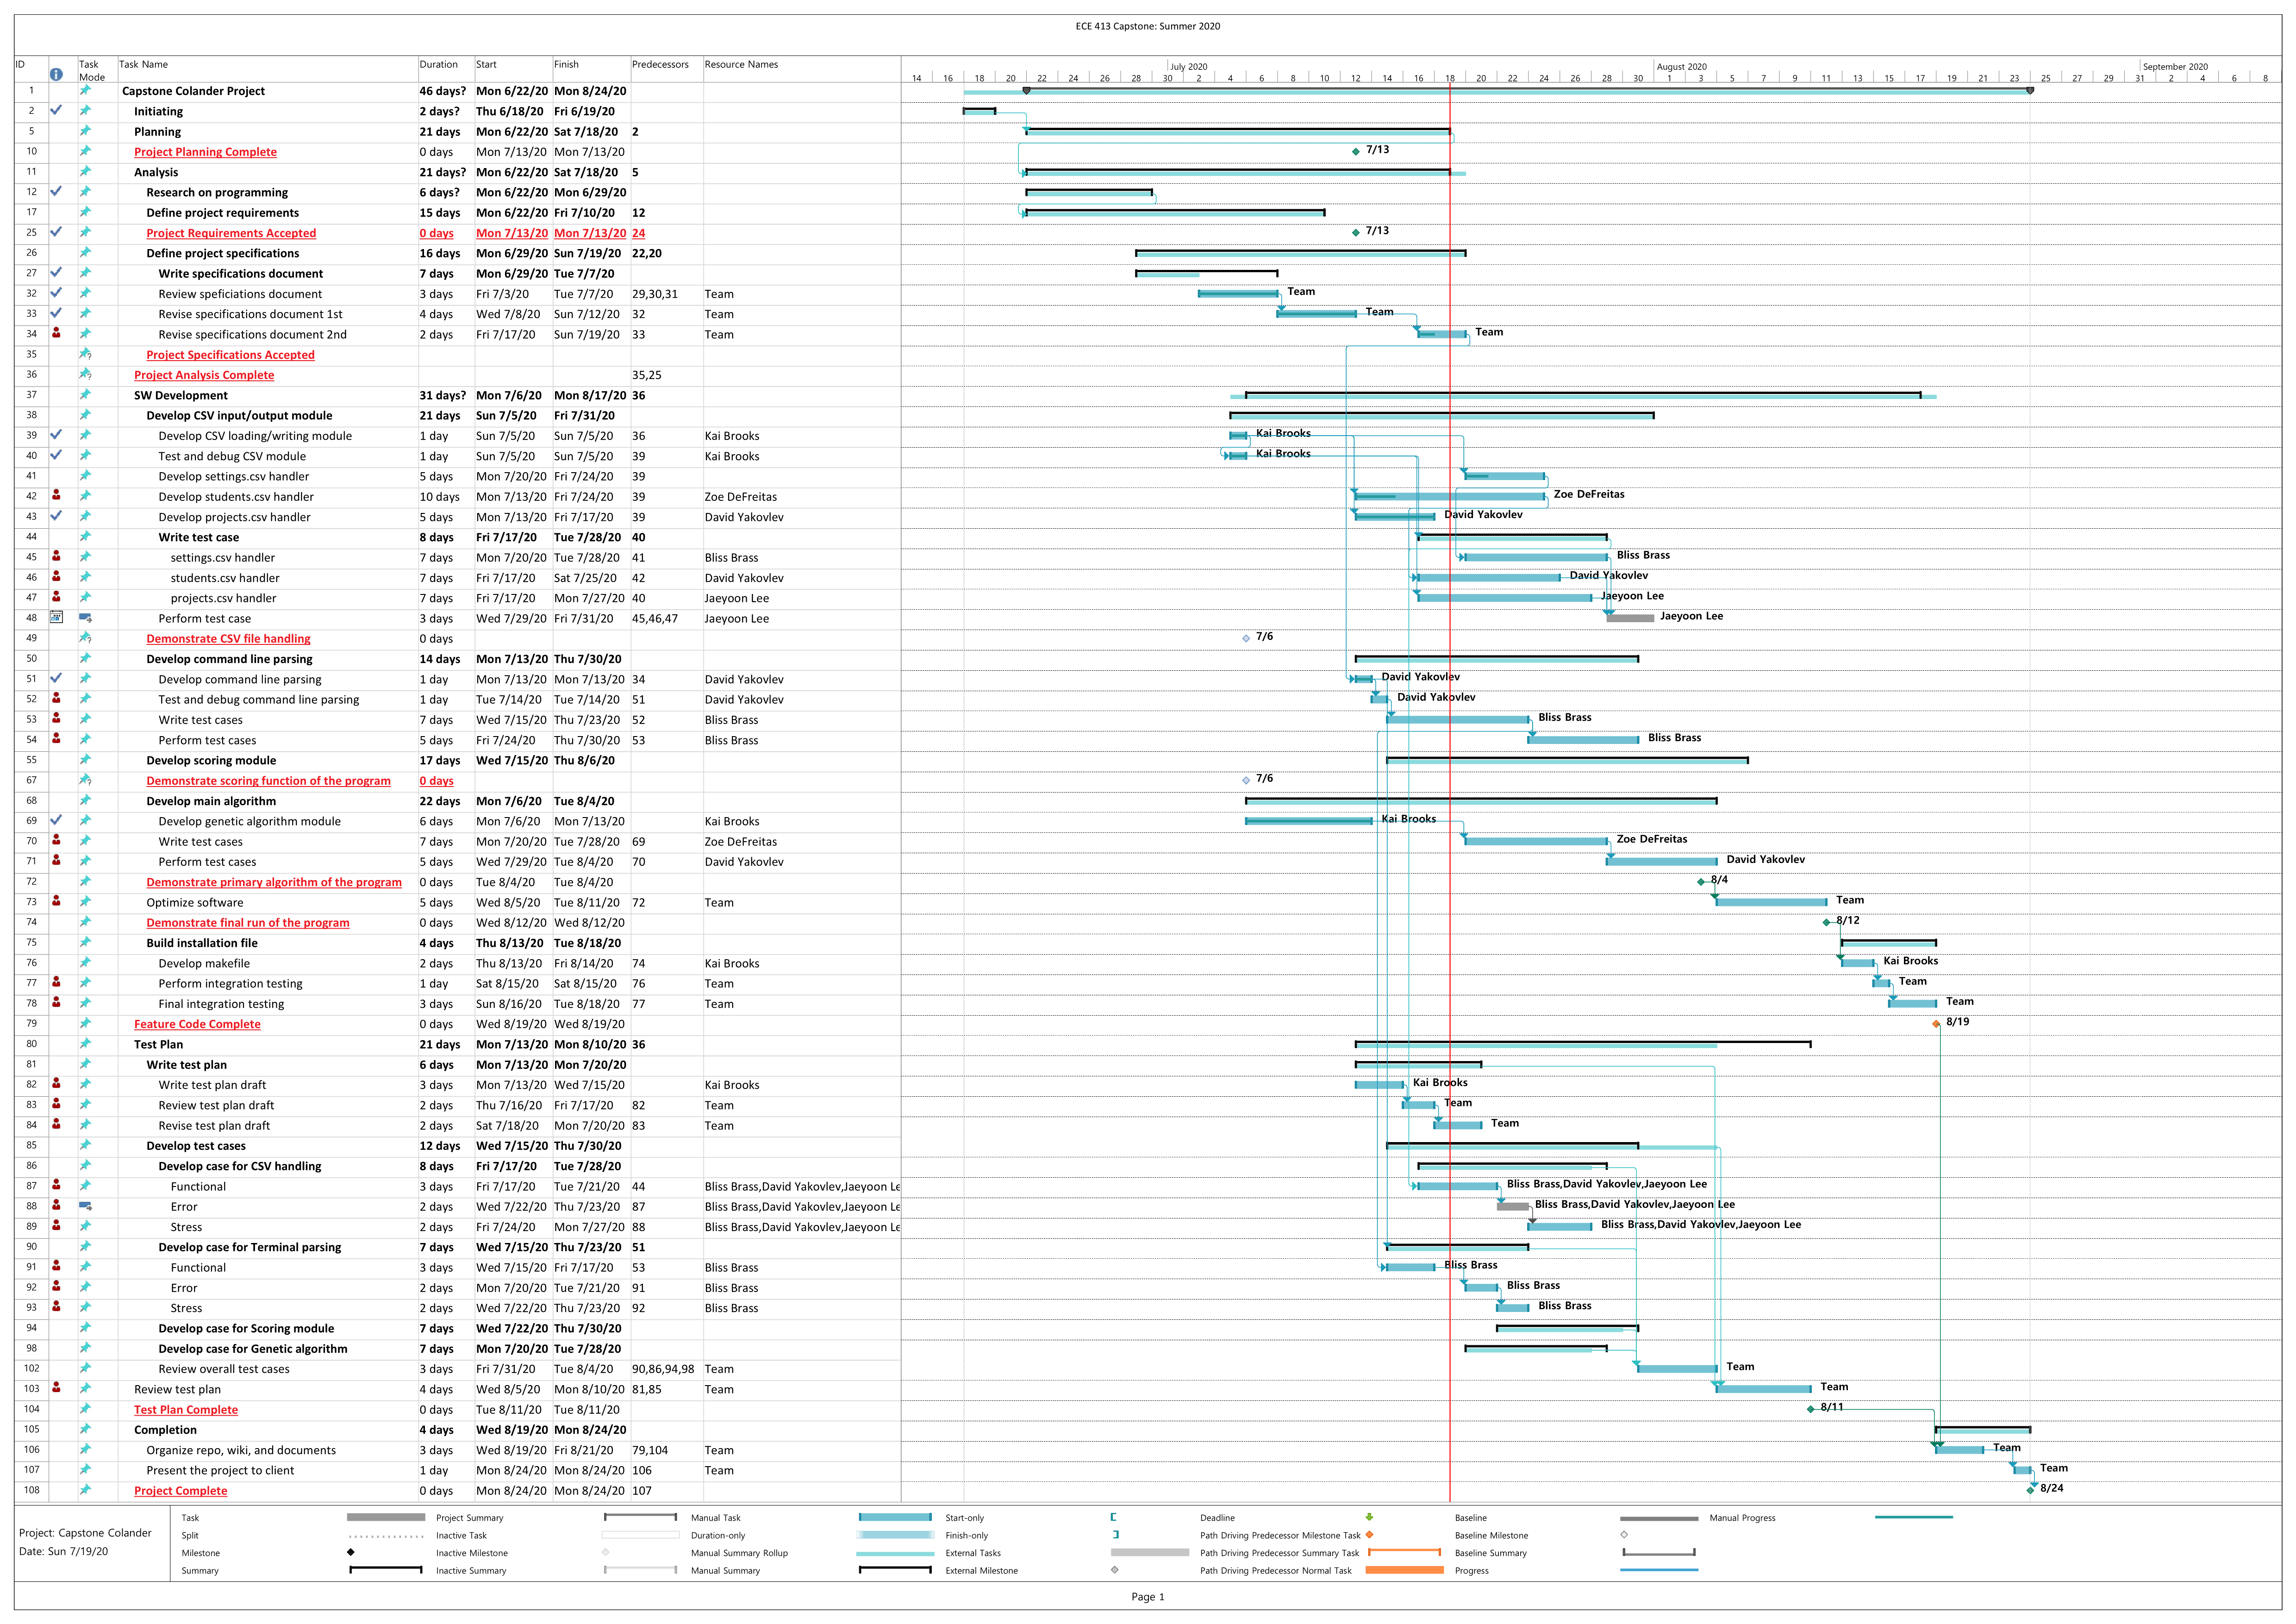 ECE 413 Capstone: Summer 2020
ID Task Mode Task Name Duration Start Finish Predecessors Resource Names
July 2020 August 2020 September 2020
14 16 18 20 22 24 26 28 30 2 4 6 8 10 12 14 16 18 20 22 24 26 28 30 1 3 5 7 9 11 13 15 17 19 21 23 25 27 29 31 2 4 6 8
1 Capstone Colander Project 46 days? Mon 6/22/20 Mon 8/24/20
2 Initiating 2 days? Thu 6/18/20 Fri 6/19/20
5 Planning 21 days Mon 6/22/20 Sat 7/18/20 2
10 Project Planning Complete 0 days Mon 7/13/20 Mon 7/13/20 7/13
11 Analysis 21 days? Mon 6/22/20 Sat 7/18/20 5
12 Research on programming 6 days? Mon 6/22/20 Mon 6/29/20
17 Define project requirements 15 days Mon 6/22/20 Fri 7/10/20 12
25 Project Requirements Accepted 0 days Mon 7/13/20 Mon 7/13/20 24 7/13
26 Define project specifications 16 days Mon 6/29/20 Sun 7/19/20 22,20
27 Write specifications document 7 days Mon 6/29/20 Tue 7/7/20
32 Review speficiations document 3 days Fri 7/3/20 Tue 7/7/20 29,30,31 Team Team
33 Revise specifications document 1st 4 days Wed 7/8/20 Sun 7/12/20 32 Team Team
34 Revise specifications document 2nd 2 days Fri 7/17/20 Sun 7/19/20 33 Team Team
35 Project Specifications Accepted
36 Project Analysis Complete 35,25
37 SW Development 31 days? Mon 7/6/20 Mon 8/17/20 36
38 Develop CSV input/output module 21 days Sun 7/5/20 Fri 7/31/20
39 Develop CSV loading/writing module 1 day Sun 7/5/20 Sun 7/5/20 36 Kai Brooks Kai Brooks
40 Test and debug CSV module 1 day Sun 7/5/20 Sun 7/5/20 39 Kai Brooks Kai Brooks
41 Develop settings.csv handler 5 days Mon 7/20/20 Fri 7/24/20 39
42 Develop students.csv handler 10 days Mon 7/13/20 Fri 7/24/20 39 Zoe DeFreitas Zoe DeFreitas
43 Develop projects.csv handler 5 days Mon 7/13/20 Fri 7/17/20 39 David Yakovlev David Yakovlev
44 Write test case 8 days Fri 7/17/20 Tue 7/28/20 40
45 settings.csv handler 7 days Mon 7/20/20 Tue 7/28/20 41 Bliss Brass Bliss Brass
46 students.csv handler 7 days Fri 7/17/20 Sat 7/25/20 42 David Yakovlev David Yakovlev
47 projects.csv handler 7 days Fri 7/17/20 Mon 7/27/20 40 Jaeyoon Lee Jaeyoon Lee
48 Perform test case 3 days Wed 7/29/20 Fri 7/31/20 45,46,47 Jaeyoon Lee Jaeyoon Lee
49 Demonstrate CSV file handling 0 days 7/6
50 Develop command line parsing 14 days Mon 7/13/20 Thu 7/30/20
51 Develop command line parsing 1 day Mon 7/13/20 Mon 7/13/20 34 David Yakovlev David Yakovlev
52 Test and debug command line parsing 1 day Tue 7/14/20 Tue 7/14/20 51 David Yakovlev David Yakovlev
53 Write test cases 7 days Wed 7/15/20 Thu 7/23/20 52 Bliss Brass Bliss Brass
54 Perform test cases 5 days Fri 7/24/20 Thu 7/30/20 53 Bliss Brass Bliss Brass
55 Develop scoring module 17 days Wed 7/15/20 Thu 8/6/20
67 Demonstrate scoring function of the program 0 days 7/6
68 Develop main algorithm 22 days Mon 7/6/20 Tue 8/4/20
69 Develop genetic algorithm module 6 days Mon 7/6/20 Mon 7/13/20 Kai Brooks Kai Brooks
70 Write test cases 7 days Mon 7/20/20 Tue 7/28/20 69 Zoe DeFreitas Zoe DeFreitas
71 Perform test cases 5 days Wed 7/29/20 Tue 8/4/20 70 David Yakovlev David Yakovlev
72 Demonstrate primary algorithm of the program 0 days Tue 8/4/20 Tue 8/4/20 8/4
73 Optimize software 5 days Wed 8/5/20 Tue 8/11/20 72 Team Team
74 Demonstrate final run of the program 0 days Wed 8/12/20 Wed 8/12/20 8/12
75 Build installation file 4 days Thu 8/13/20 Tue 8/18/20
76 Develop makefile 2 days Thu 8/13/20 Fri 8/14/20 74 Kai Brooks Kai Brooks
77 Perform integration testing 1 day Sat 8/15/20 Sat 8/15/20 76 Team Team
78 Final integration testing 3 days Sun 8/16/20 Tue 8/18/20 77 Team Team
79 Feature Code Complete 0 days Wed 8/19/20 Wed 8/19/20 8/19
80 Test Plan 21 days Mon 7/13/20 Mon 8/10/20 36
81 Write test plan 6 days Mon 7/13/20 Mon 7/20/20
82 Write test plan draft 3 days Mon 7/13/20 Wed 7/15/20 Kai Brooks Kai Brooks
83 Review test plan draft 2 days Thu 7/16/20 Fri 7/17/20 82 Team Team
84 Revise test plan draft 2 days Sat 7/18/20 Mon 7/20/20 83 Team Team
85 Develop test cases 12 days Wed 7/15/20 Thu 7/30/20
86 Develop case for CSV handling 8 days Fri 7/17/20 Tue 7/28/20
87 Functional 3 days Fri 7/17/20 Tue 7/21/20 44 Bliss Brass,David Yakovlev,Jaeyoon Le Bliss Brass,David Yakovlev,Jaeyoon Lee
88 Error 2 days Wed 7/22/20 Thu 7/23/20 87 Bliss Brass,David Yakovlev,Jaeyoon Le Bliss Brass,David Yakovlev,Jaeyoon Lee
89 Stress 2 days Fri 7/24/20 Mon 7/27/20 88 Bliss Brass,David Yakovlev,Jaeyoon Le Bliss Brass,David Yakovlev,Jaeyoon Lee
90 Develop case for Terminal parsing 7 days Wed 7/15/20 Thu 7/23/20 51
91 Functional 3 days Wed 7/15/20 Fri 7/17/20 53 Bliss Brass Bliss Brass
92 Error 2 days Mon 7/20/20 Tue 7/21/20 91 Bliss Brass Bliss Brass
93 Stress 2 days Wed 7/22/20 Thu 7/23/20 92 Bliss Brass Bliss Brass
94 Develop case for Scoring module 7 days Wed 7/22/20 Thu 7/30/20
98 Develop case for Genetic algorithm 7 days Mon 7/20/20 Tue 7/28/20
102 Review overall test cases 3 days Fri 7/31/20 Tue 8/4/20 90,86,94,98 Team Team
103 Review test plan 4 days Wed 8/5/20 Mon 8/10/20 81,85 Team Team
104 Test Plan Complete 0 days Tue 8/11/20 Tue 8/11/20 8/11
105 Completion 4 days Wed 8/19/20 Mon 8/24/20
106 Organize repo, wiki, and documents 3 days Wed 8/19/20 Fri 8/21/20 79,104 Team Team
107 Present the project to client 1 day Mon 8/24/20 Mon 8/24/20 106 Team Team
108 Project Complete 0 days Mon 8/24/20 Mon 8/24/20 107 8/24
Project: Capstone Colander
Date: Sun 7/19/20
Task Project Summary Manual Task Start-only Deadline Baseline Manual Progress
Split Inactive Task Duration-only Finish-only Path Driving Predecessor Milestone Task Baseline Milestone
Milestone Inactive Milestone Manual Summary Rollup External Tasks Path Driving Predecessor Summary Task Baseline Summary
Summary Inactive Summary Manual Summary External Milestone Path Driving Predecessor Normal Task Progress
Page 1